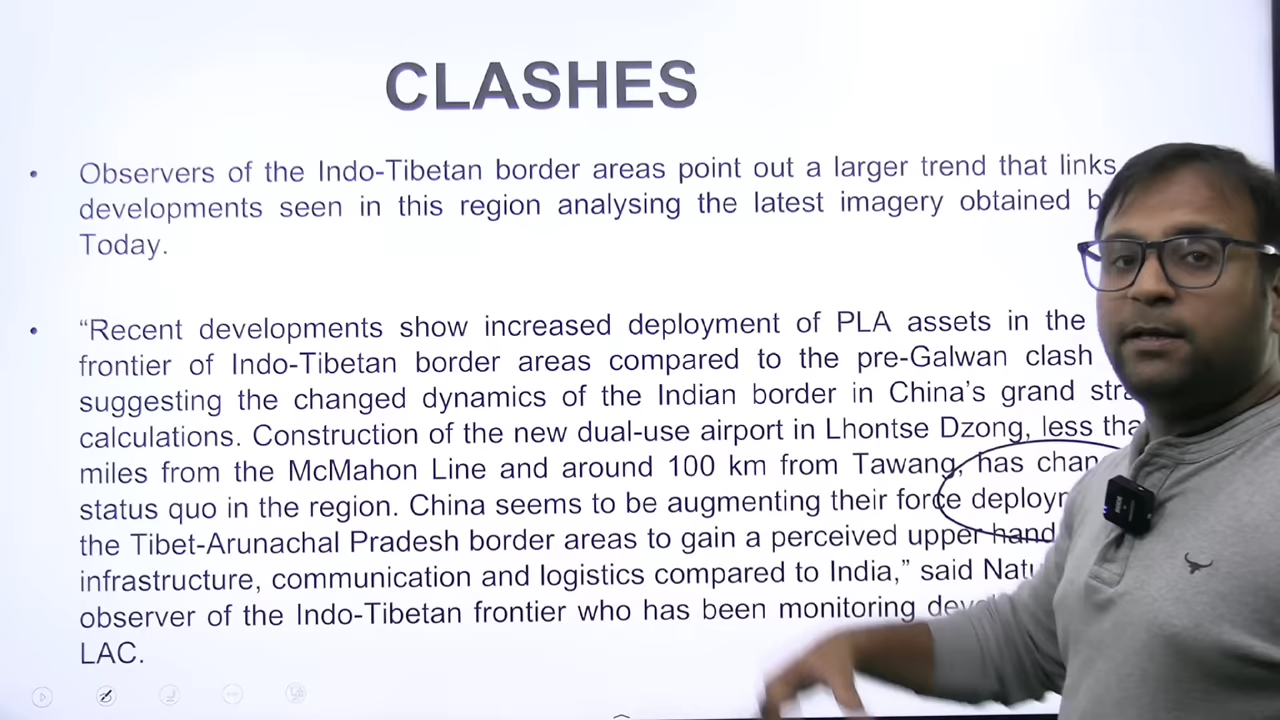 CLASHES
• Observers of the Indo-Tibetan border areas point out a larger trend that links
developments seen in this region analysing the latest imagery obtained
Today.
• “Recent developments show increased deployment of PLA assets in the
frontier of Indo-Tibetan border areas compared to the pre-Galwan clash
suggesting the changed dynamics of the Indian border in China’s grand
calculations. Construction of the new dual-use airport in Lhontse Dzong, less
miles from the McMahon Line and around 100 km from Tawang, has
status quo in the region. China seems to be augmenting their force
the Tibet-Arunachal Pradesh border areas to gain a perceived upper hand
infrastructure, communication and logistics compared to India,” said
observer of the Indo-Tibetan frontier who has been monitoring
LAC.